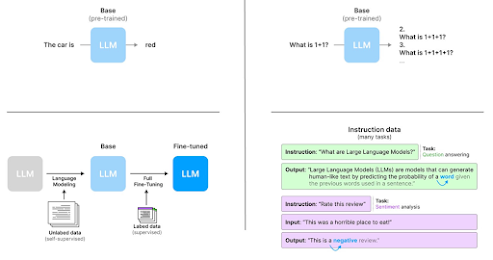 Base
(pre-trained)
The car is
LLM
red
Base
(pre-trained)
What is 1+1?
LLM
2.
What is 1+1+1?
3.
What is 1+1+1+1?
...
Base
Fine-tuned
LLM
LLM
LLM
Language
Modeling
Full
Fine-Tuning
Unlabled data
(self-supervised)
Labed data
(supervised)
Instruction data
(many tasks)
Instruction: "What are Large Language Models?"
Task:
Question answering
Output: "Large Language Models (LLMs) are models that can generate
human-like text by predicting the probability of a word given
the previous words used in a sentence."
Instruction: "Rate this review"
Task:
Sentiment analysis
Input: "This was a horrible place to eat!"
Output: "This is a negative review."